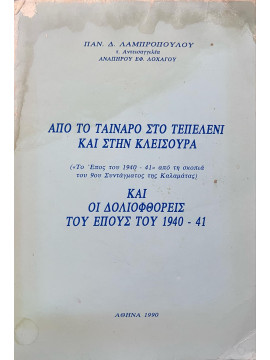 ΠΑΝ. Δ. ΛΑΜΠΡΟΠΟΥΛΟΥ
τ. Αντεισαγγελέα
ΑΝΑΠΗΡΟΥ ΕΦ. ΛΟΧΑΓΟΥ
ΑΠΟ ΤΟ ΤΑΙΝΑΡΟ ΣΤΟ ΤΕΠΕΛΕΝΙ
ΚΑΙ ΣΤΗΝ ΚΛΕΙΣΟΥΡΑ
(«Το Έπος του 1940 - 41» από τη σκοπιά
του 9ου Συντάγματος της Καλαμάτας)
ΚΑΙ
ΟΙ ΔΟΛΙΟΦΘΟΡΕΙΣ
ΤΟΥ ΕΠΟΥΣ ΤΟΥ 1940 - 41
ΑΘΗΝΑ 1990